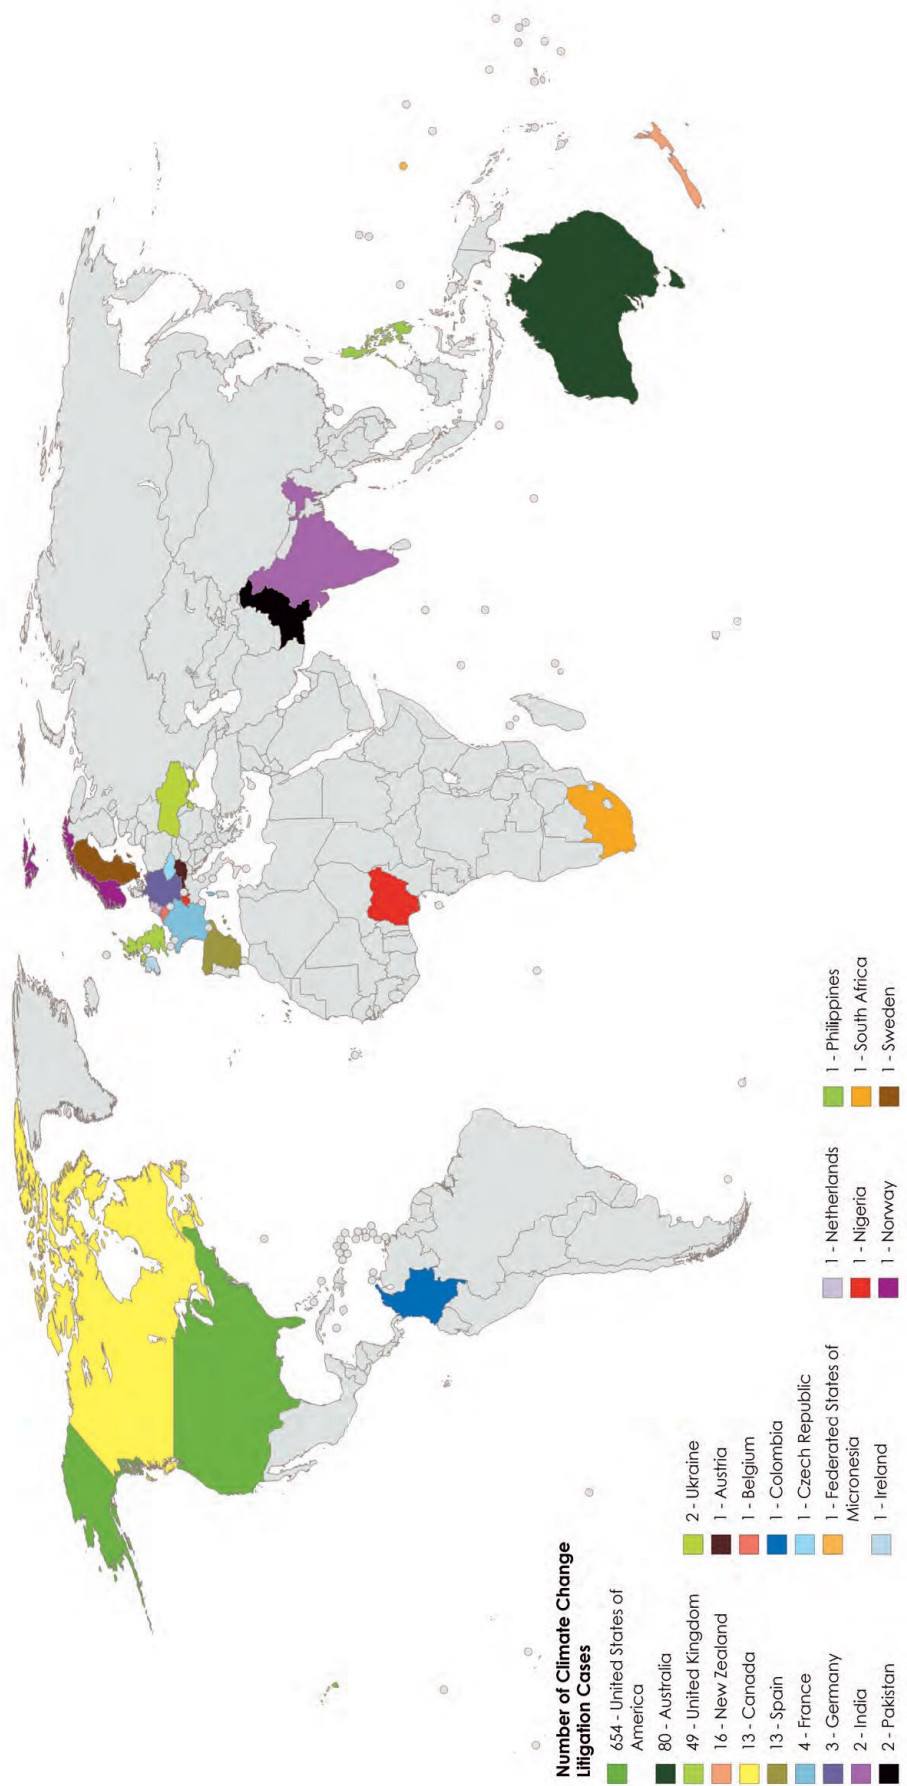 Number of Climate Change
Litigation Cases
654 - United States of
America
80 - Australia
49 - United Kingdom
16 - New Zealand
13 - Canada
13 - Spain
4 - France
3 - Germany
2 - India
2 - Pakistan
2 - Ukraine
1 - Austria
1 - Belgium
1 - Colombia
1 - Czech Republic
1 - Federated States of
Micronesia
1 - Ireland
1 - Netherlands
1 - Nigeria
1 - Norway
1 - Philippines
1 - South Africa
1 - Sweden